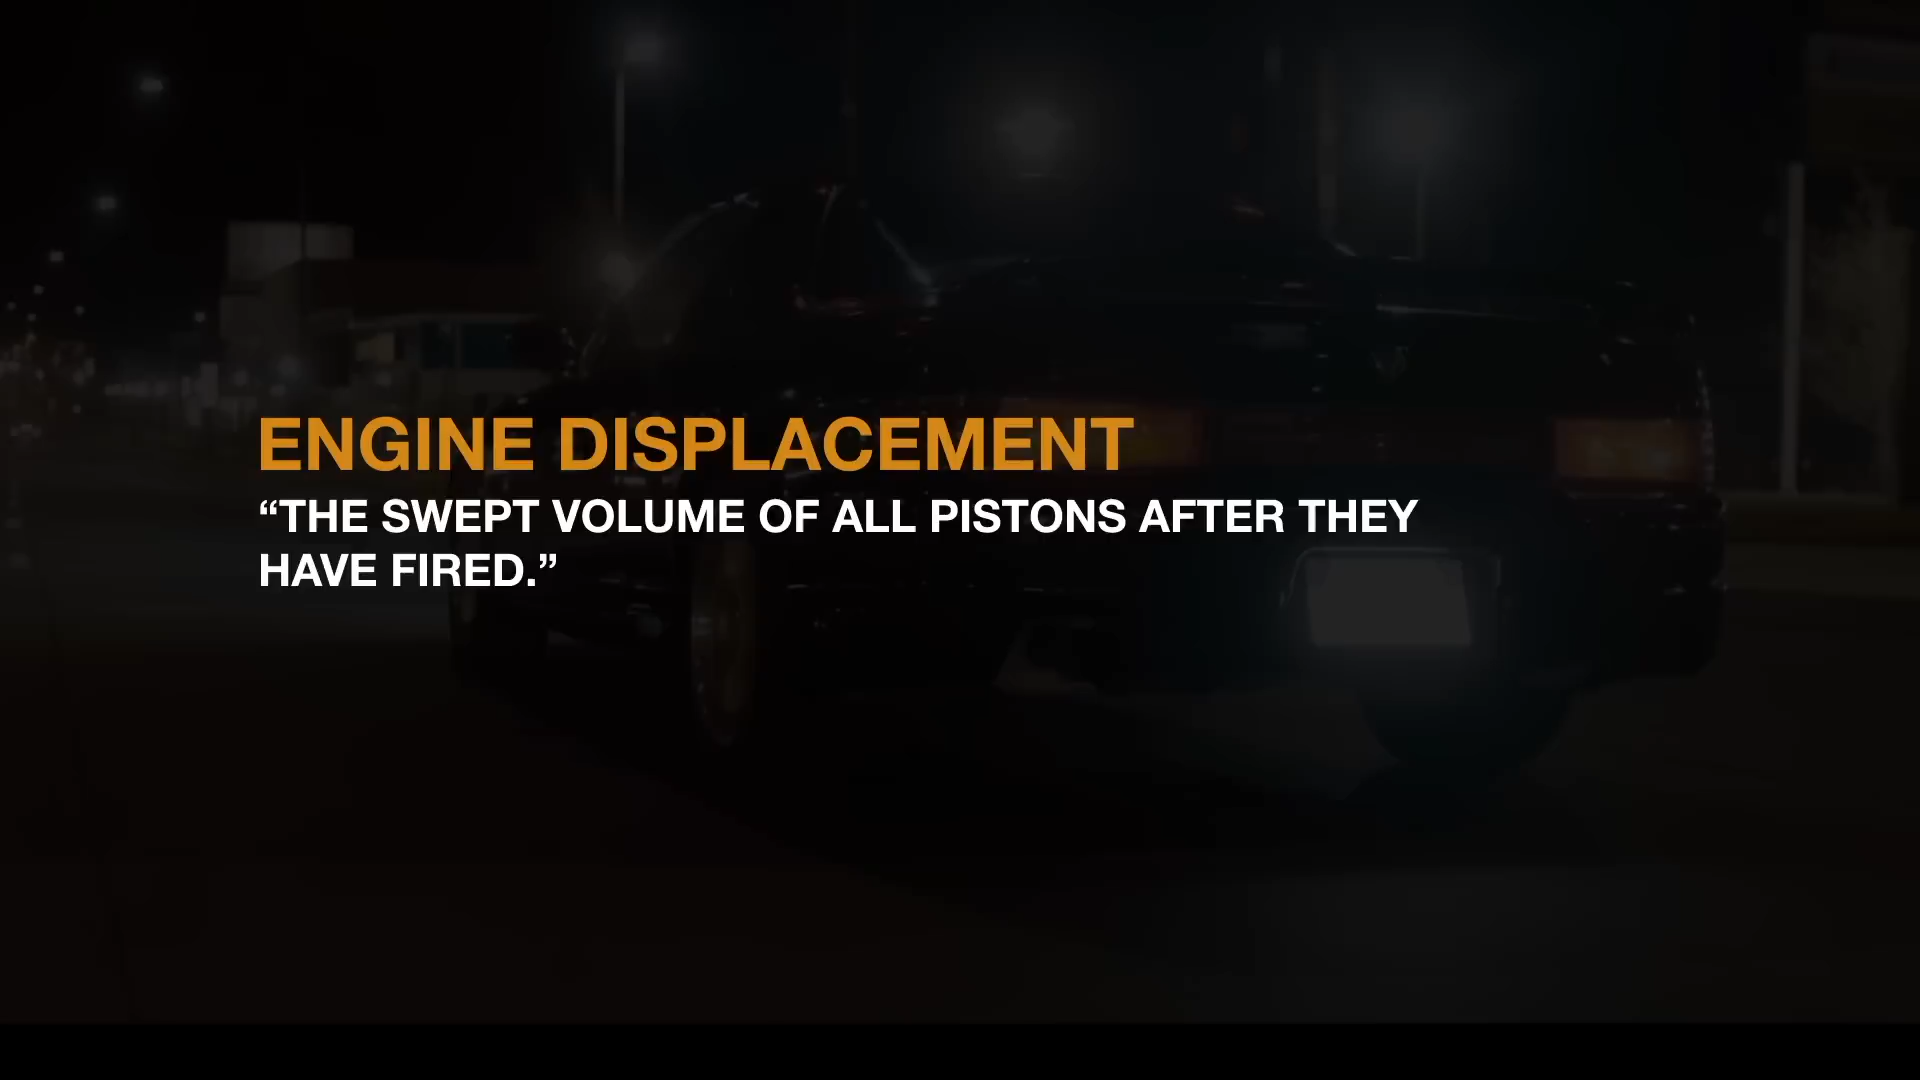 ENGINE DISPLACEMENT
“THE SWEPT VOLUME OF ALL PISTONS AFTER THEY
HAVE FIRED.”